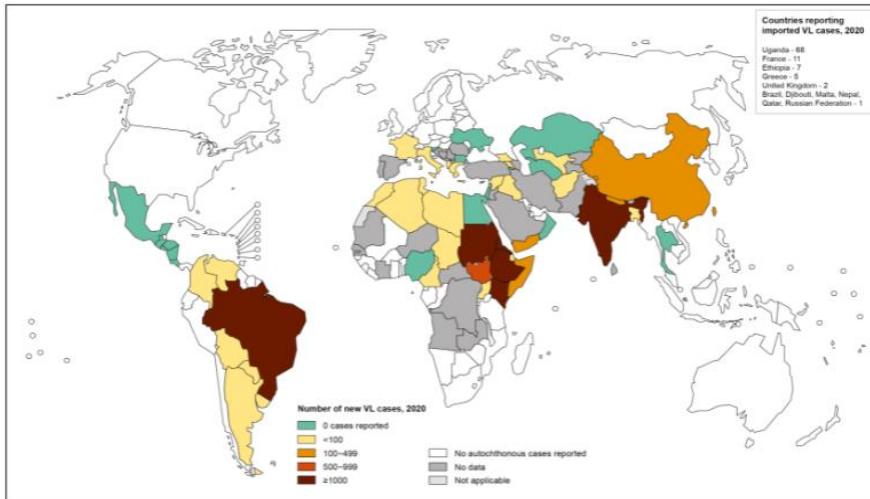 Countries reporting
imported VL cases, 2020
Uganda - 68
France - 11
Ethiopia - 7
Greece - 5
United Kingdom - 2
Brazil, Djibouti, Malta, Nepal,
Qatar, Russian Federation - 1
Number of new VL cases, 2020
0 cases reported
<100
100–499
500–999
≥1000
No autochthonous cases reported
No data
Not applicable